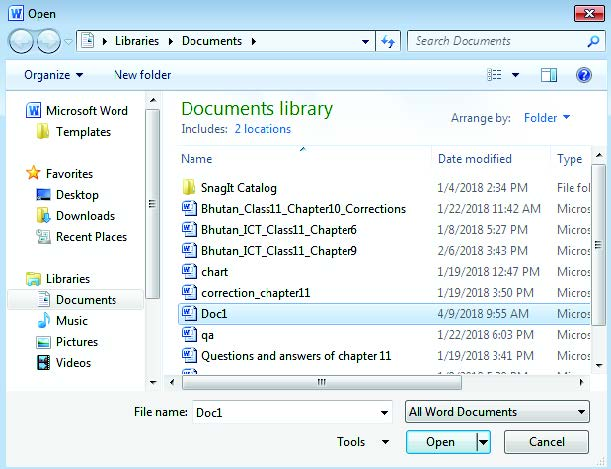 Open
Libraries Documents Search Documents
Organize New folder
Microsoft Word
Templates
Favorites
Desktop
Downloads
Recent Places
Libraries
Documents
Music
Pictures
Videos
Documents library
Includes: 2 locations
Arrange by: Folder
Name Date modified Type
SnagIt Catalog 1/4/2018 2:34 PM File fol
Bhutan_Class11_Chapter10_Corrections 1/22/2018 11:42 AM Micros
Bhutan_ICT_Class11_Chapter6 1/8/2018 5:27 PM Micros
Bhutan_ICT_Class11_Chapter9 2/6/2018 3:43 PM Micros
chart 1/19/2018 12:47 PM Micros
correction_chapter11 1/19/2018 3:50 PM Micros
Doc1 4/9/2018 9:55 AM Micros
qa 1/22/2018 6:03 PM Micros
Questions and answers of chapter 11 1/19/2018 3:41 PM Micros
File name: Doc1 All Word Documents
Tools Open Cancel